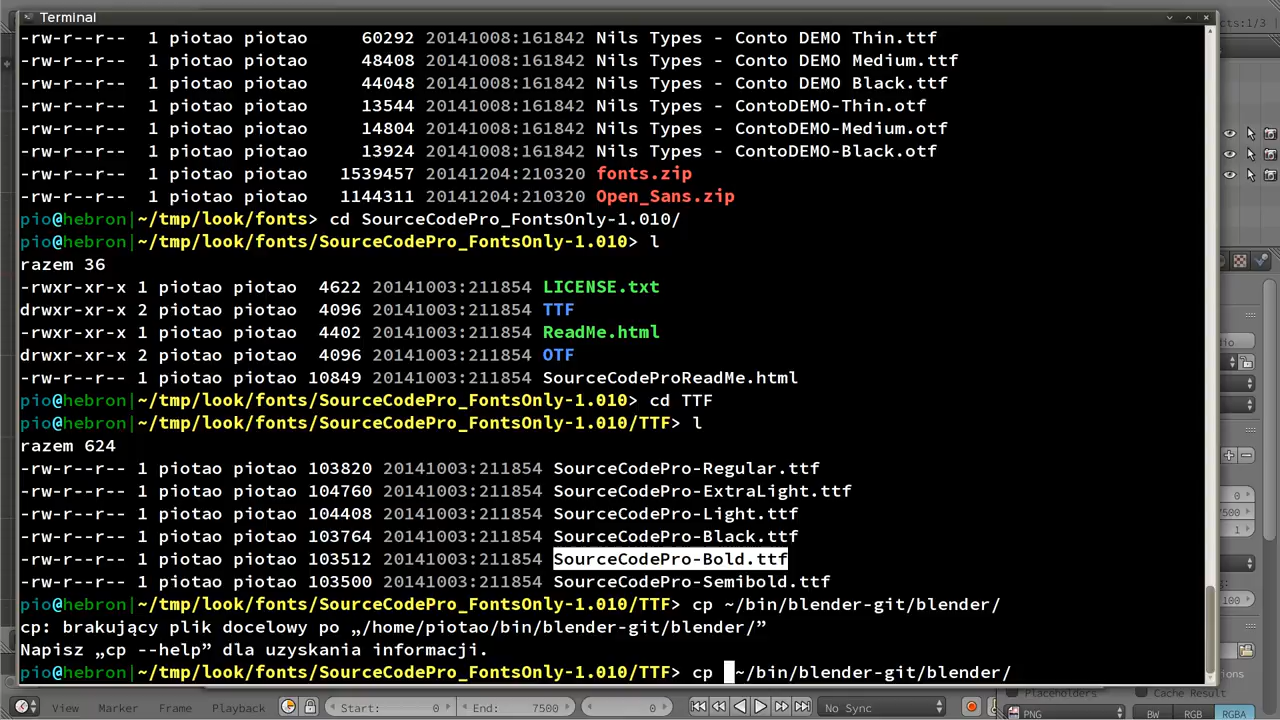 Terminal
-rw-r--r-- 1 piotao piotao 60292 20141008:161842 Nils Types - Conto DEMO Thin.ttf
-rw-r--r-- 1 piotao piotao 48408 20141008:161842 Nils Types - Conto DEMO Medium.ttf
-rw-r--r-- 1 piotao piotao 44048 20141008:161842 Nils Types - Conto DEMO Black.ttf
-rw-r--r-- 1 piotao piotao 13544 20141008:161842 Nils Types - ContoDEMO-Thin.otf
-rw-r--r-- 1 piotao piotao 14804 20141008:161842 Nils Types - ContoDEMO-Medium.otf
-rw-r--r-- 1 piotao piotao 13924 20141008:161842 Nils Types - ContoDEMO-Black.otf
-rw-r--r-- 1 piotao piotao 1539457 20141204:210320 fonts.zip
-rw-r--r-- 1 piotao piotao 1144311 20141204:210320 Open_Sans.zip
pio@hebron|~/tmp/look/fonts> cd SourceCodePro_FontsOnly-1.010/
pio@hebron|~/tmp/look/fonts/SourceCodePro_FontsOnly-1.010> l
razem 36
-rwxr-xr-x 1 piotao piotao 4622 20141003:211854 LICENSE.txt
drwxr-xr-x 2 piotao piotao 4096 20141003:211854 TTF
-rwxr-xr-x 1 piotao piotao 4402 20141003:211854 ReadMe.html
drwxr-xr-x 2 piotao piotao 4096 20141003:211854 OTF
-rw-r--r-- 1 piotao piotao 10849 20141003:211854 SourceCodeProReadMe.html
pio@hebron|~/tmp/look/fonts/SourceCodePro_FontsOnly-1.010> cd TTF
pio@hebron|~/tmp/look/fonts/SourceCodePro_FontsOnly-1.010/TTF> l
razem 624
-rw-r--r-- 1 piotao piotao 103820 20141003:211854 SourceCodePro-Regular.ttf
-rw-r--r-- 1 piotao piotao 104760 20141003:211854 SourceCodePro-ExtraLight.ttf
-rw-r--r-- 1 piotao piotao 104408 20141003:211854 SourceCodePro-Light.ttf
-rw-r--r-- 1 piotao piotao 103764 20141003:211854 SourceCodePro-Black.ttf
-rw-r--r-- 1 piotao piotao 103512 20141003:211854 SourceCodePro-Bold.ttf
-rw-r--r-- 1 piotao piotao 103500 20141003:211854 SourceCodePro-Semibold.ttf
pio@hebron|~/tmp/look/fonts/SourceCodePro_FontsOnly-1.010/TTF> cp ~/bin/blender-git/blender/
cp: brakujący plik docelowy po „/home/piotao/bin/blender-git/blender/”
Napisz „cp --help” dla uzyskania informacji.
pio@hebron|~/tmp/look/fonts/SourceCodePro_FontsOnly-1.010/TTF> cp ~/bin/blender-git/blender/
Placeholders Cache Result
View Marker Frame Playback Start: 0 End: 7500 0 No Sync PNG BW RGB RGBA